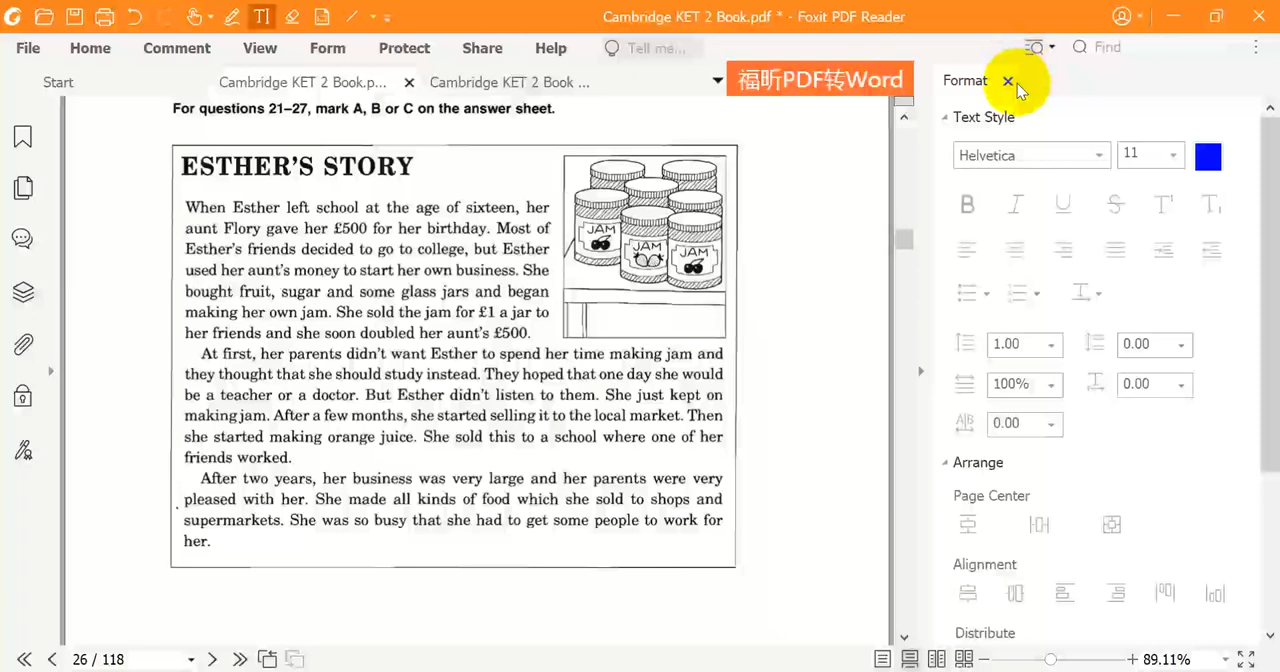 Cambridge KET 2 Book.pdf * - Foxit PDF Reader
File Home Comment View Form Protect Share Help Tell me... Find
Start Cambridge KET 2 Book.p... Cambridge KET 2 Book ... 福昕PDF转Word
Format
Text Style
Helvetica 11
B I U S T T
1.00 0.00
100% 0.00
0.00
Arrange
Page Center
Alignment
Distribute
For questions 21–27, mark A, B or C on the answer sheet.
ESTHER'S STORY
When Esther left school at the age of sixteen, her
aunt Flory gave her £500 for her birthday. Most of
Esther's friends decided to go to college, but Esther
used her aunt's money to start her own business. She
bought fruit, sugar and some glass jars and began
making her own jam. She sold the jam for £1 a jar to
her friends and she soon doubled her aunt's £500.
JAM
JAM
JAM
At first, her parents didn't want Esther to spend her time making jam and
they thought that she should study instead. They hoped that one day she would
be a teacher or a doctor. But Esther didn't listen to them. She just kept on
making jam. After a few months, she started selling it to the local market. Then
she started making orange juice. She sold this to a school where one of her
friends worked.
After two years, her business was very large and her parents were very
pleased with her. She made all kinds of food which she sold to shops and
supermarkets. She was so busy that she had to get some people to work for
her.
26 / 118 89.11%